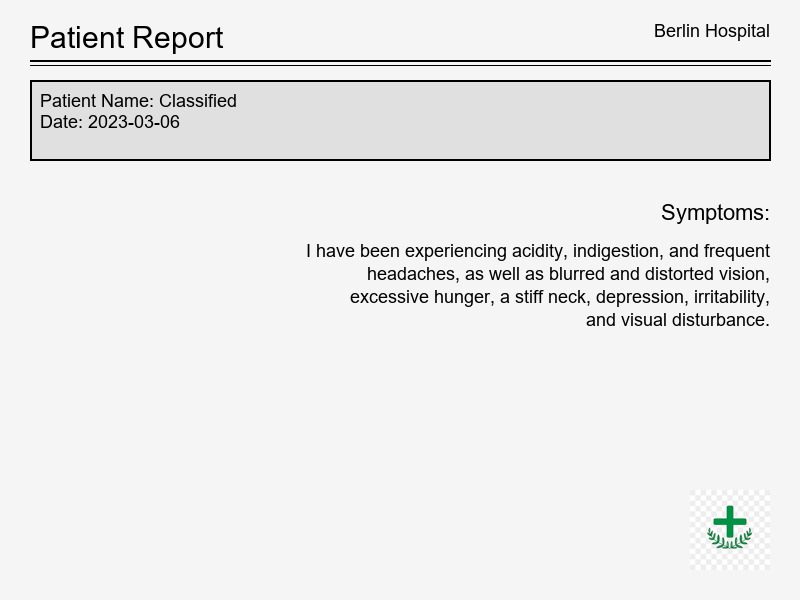 Patient Report
Berlin Hospital
Patient Name: Classified
Date: 2023-03-06
Symptoms:
I have been experiencing acidity, indigestion, and frequent
headaches, as well as blurred and distorted vision,
excessive hunger, a stiff neck, depression, irritability,
and visual disturbance.